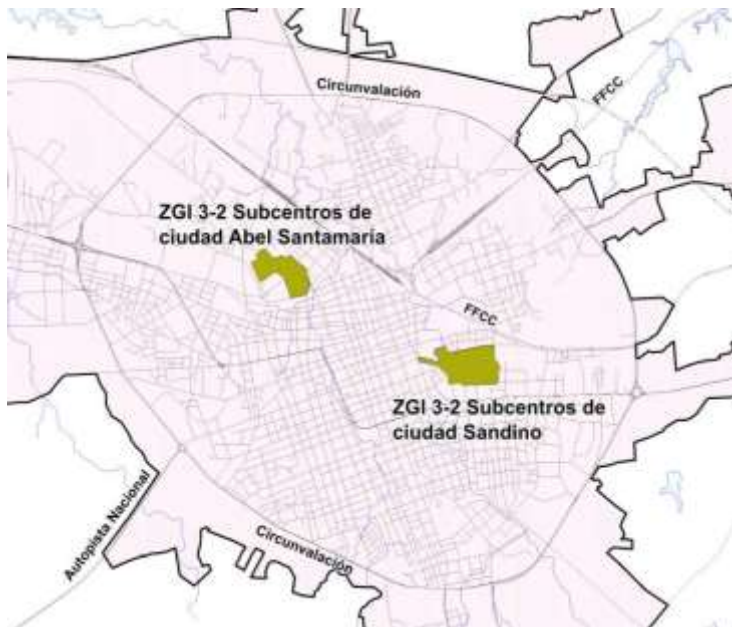 Circunvalación
FFCC
ZGI 3-2 Subcentros de
ciudad Abel Santamaría
FFCC
ZGI 3-2 Subcentros de
ciudad Sandino
Autopista Nacional
Circunvalación